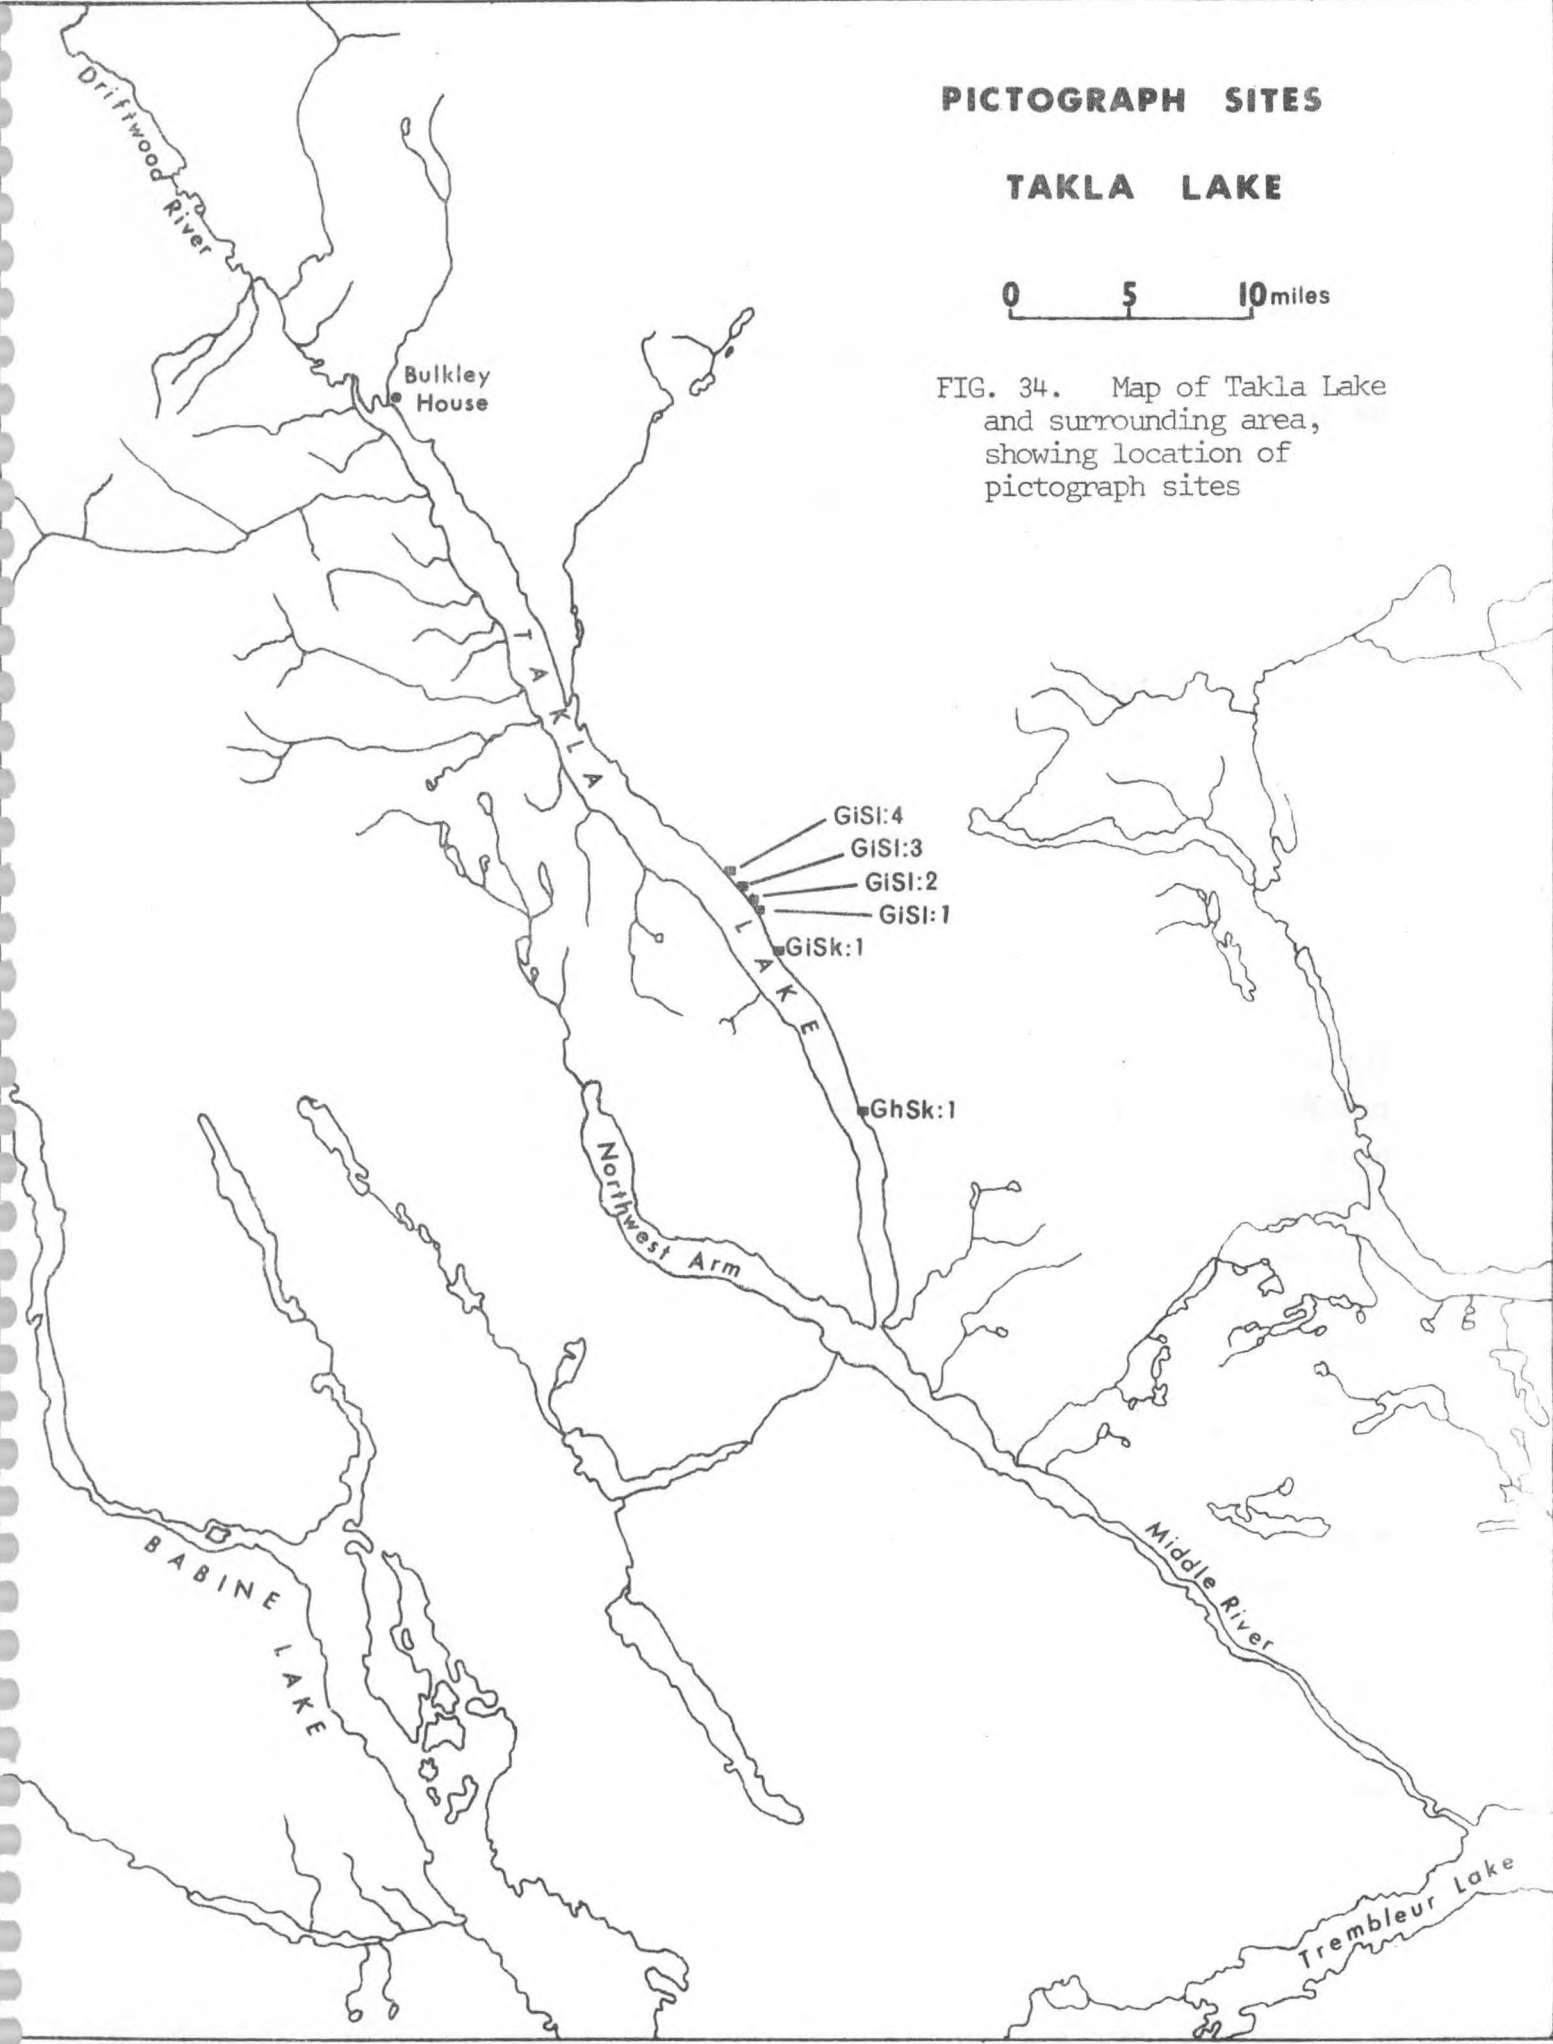 PICTOGRAPH SITES
TAKLA LAKE
0 5 10 miles
FIG. 34. Map of Takla Lake
and surrounding area,
showing location of
pictograph sites
Driftwood
River
Bulkley
House
TAKLA LAKE
GiSl:4
GiSl:3
GiSl:2
GiSl:1
GiSk:1
GhSk:1
Northwest Arm
BABINE LAKE
Middle River
Trembleur Lake